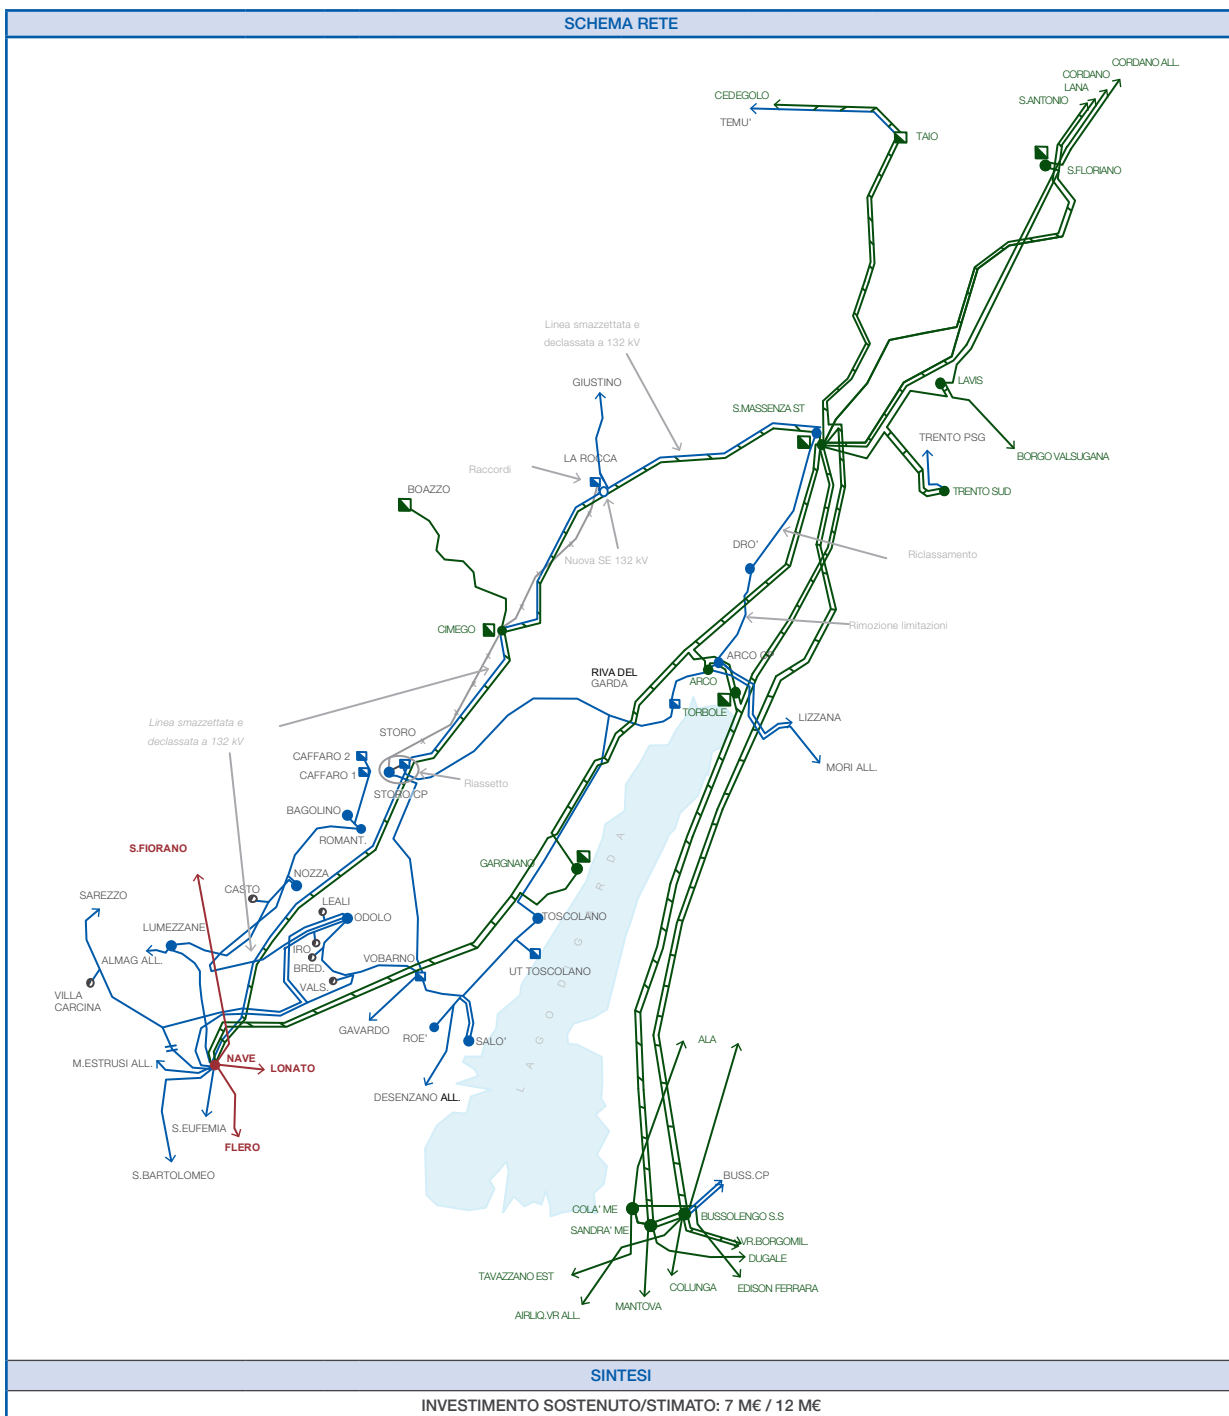 SCHEMA RETE
CORDANO ALL.
CORDANO
LANA
S.ANTONIO
CEDEGOLO
TEMU'
TAIO
S.FLORIANO
Linea smazzettata e
declassata a 132 kV
GIUSTINO
LAVIS
S.MASSENZA ST
TRENTO PSG
BORGO VALSUGANA
LA ROCCA
Raccordi
BOAZZO
TRENTO SUD
DRO'
Riclassamento
Nuova SE 132 kV
CIMEGO
Rimozione limitazioni
ARCO CP
RIVA DEL
GARDA
ARCO
TORBOLE
LIZZANA
Linea smazzettata e
declassata a 132 kV
STORO
CAFFARO 2
CAFFARO 1
MORI ALL.
Riassetto
STORO CP
BAGOLINO
ROMANT.
S.FIORANO
GARGNANO
NOZZA
CASTO
SAREZZO
LEALI
ODOLO
TOSCOLANO
LUMEZZANE
IRO
ALMAG ALL.
BRED.
VOBARNO
UT TOSCOLANO
VALS.
VILLA
CARCINA
GAVARDO
ROE'
SALO'
LAGO DI GARDA
ALA
NAVE
M.ESTRUSI ALL.
LONATO
DESENZANO ALL.
S.EUFEMIA
FLERO
S.BARTOLOMEO
BUSS.CP
COLA' ME
BUSSOLENGO S.S
SANDRA' ME
VR.BORGOMIL.
DUGALE
TAVAZZANO EST
COLUNGA
EDISON FERRARA
MANTOVA
AIRLIQ.VR ALL.
SINTESI
INVESTIMENTO SOSTENUTO/STIMATO: 7 M€ / 12 M€